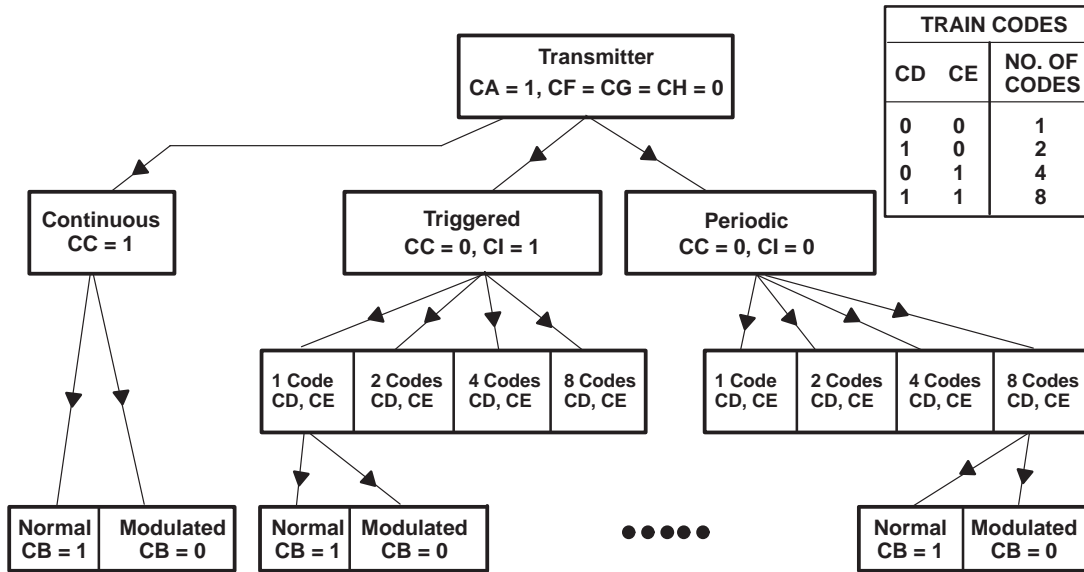 Transmitter
CA = 1, CF = CG = CH = 0
TRAIN CODES
CD CE NO. OF CODES
0 0 1
1 0 2
0 1 4
1 1 8
Continuous
CC = 1
Triggered
CC = 0, CI = 1
Periodic
CC = 0, CI = 0
1 Code
CD, CE
2 Codes
CD, CE
4 Codes
CD, CE
8 Codes
CD, CE
1 Code
CD, CE
2 Codes
CD, CE
4 Codes
CD, CE
8 Codes
CD, CE
Normal
CB = 1
Modulated
CB = 0
Normal
CB = 1
Modulated
CB = 0
Normal
CB = 1
Modulated
CB = 0